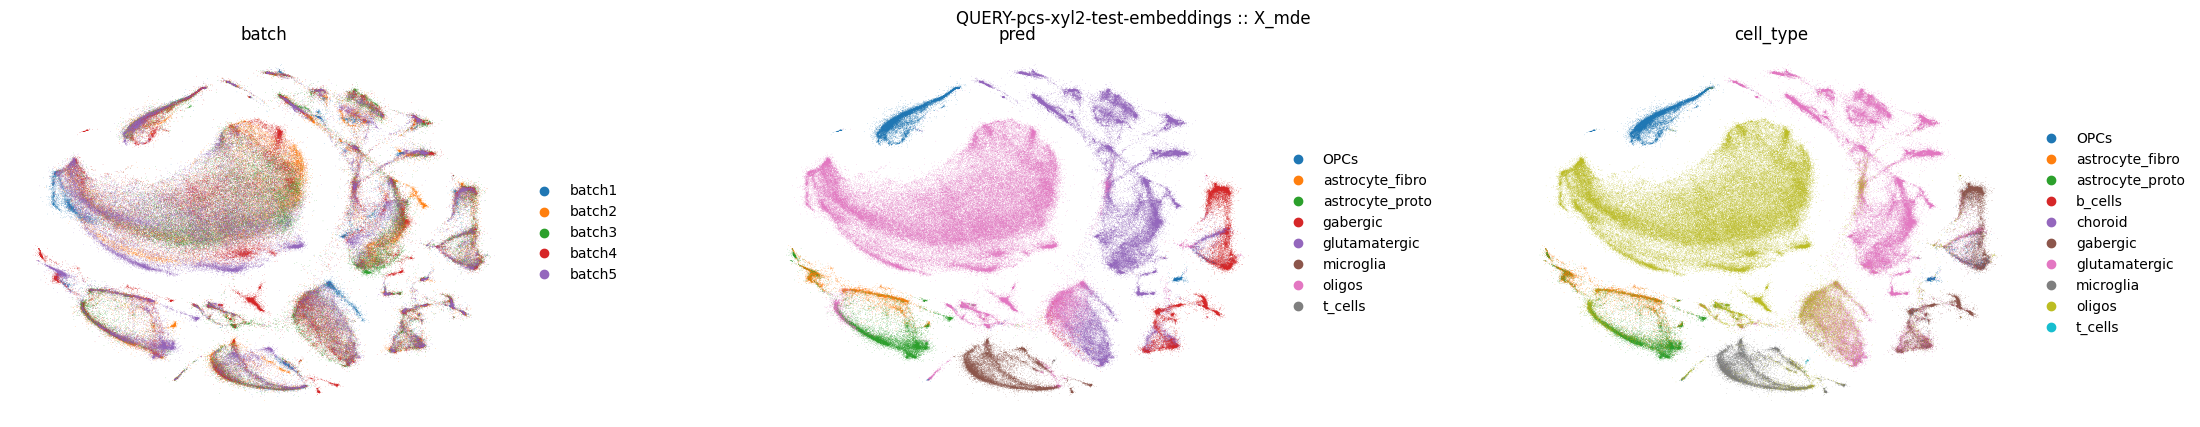 QUERY-pcs-xyl2-test-embeddings :: X_mde
batch
batch1
batch2
batch3
batch4
batch5
pred
OPCs
astrocyte_fibro
astrocyte_proto
gabergic
glutamatergic
microglia
oligos
t_cells
cell_type
OPCs
astrocyte_fibro
astrocyte_proto
b_cells
choroid
gabergic
glutamatergic
microglia
oligos
t_cells